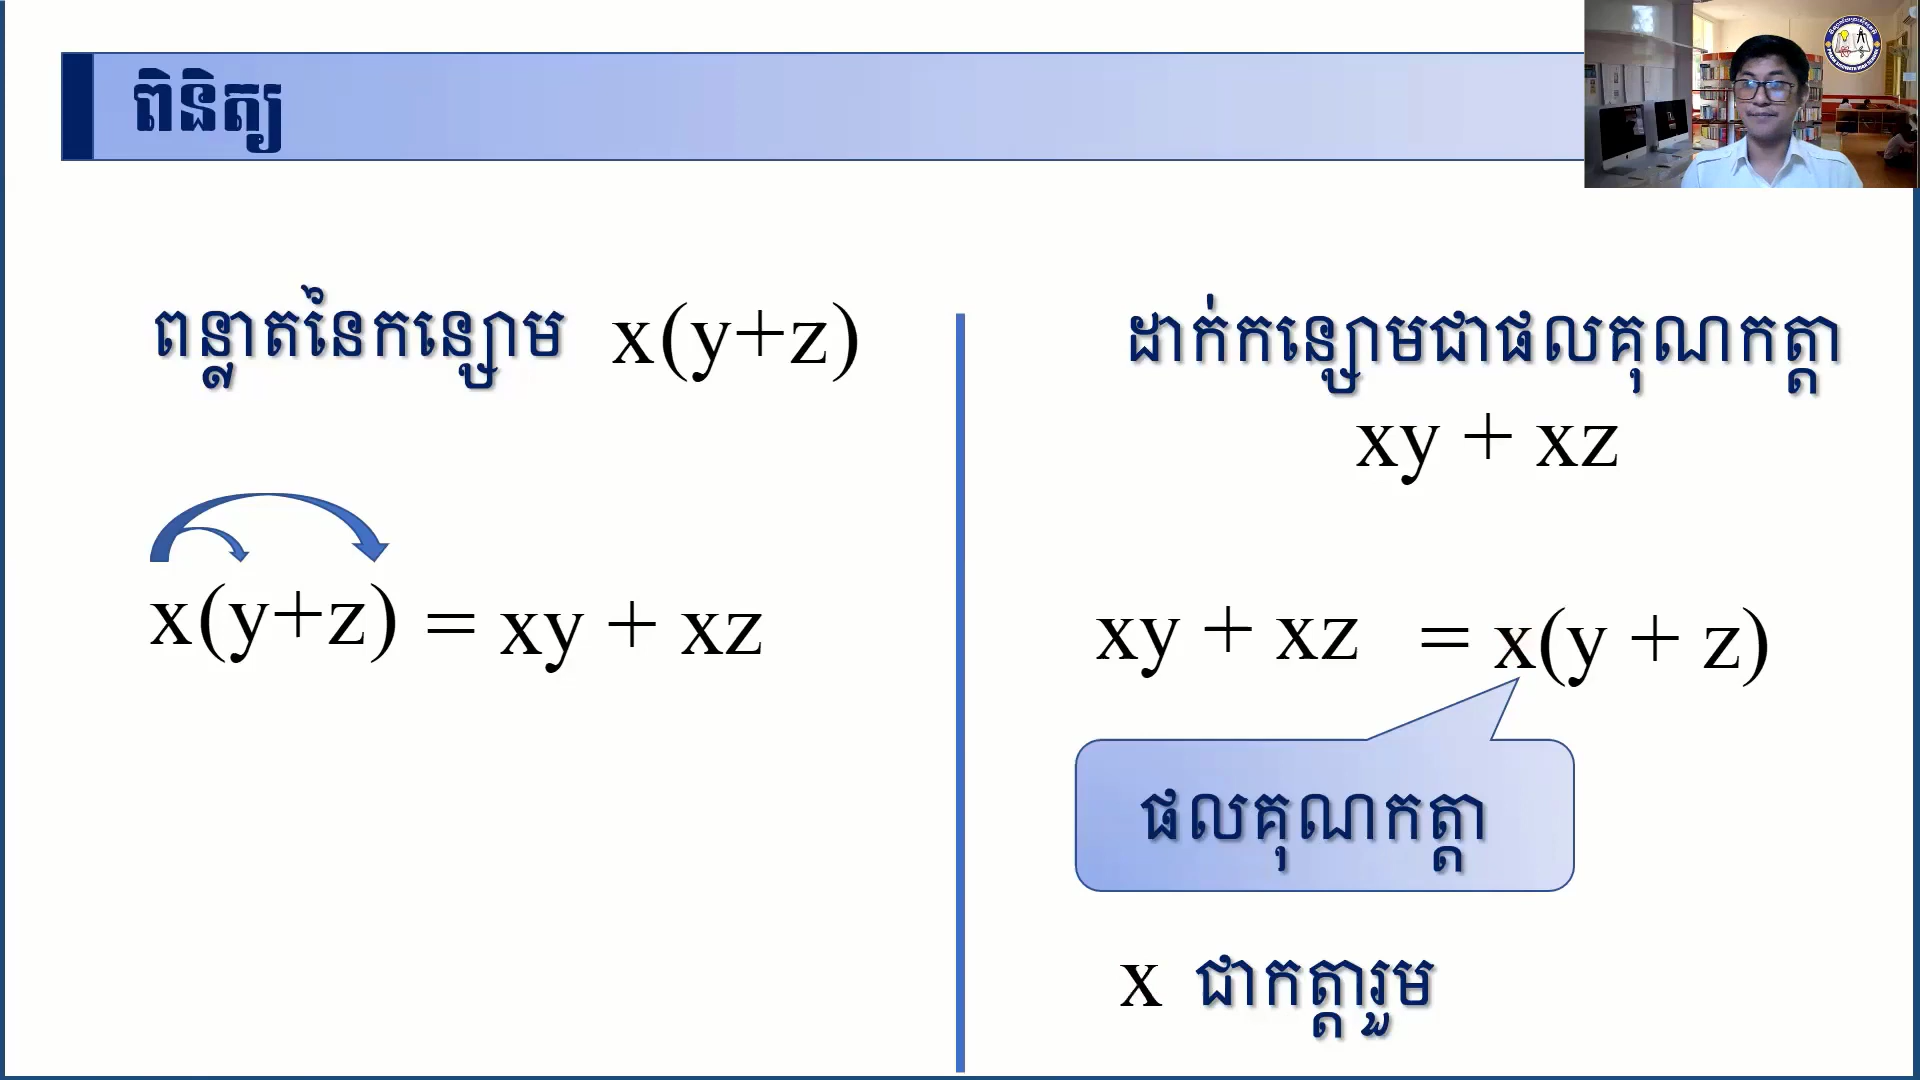 ពិនិត្យ
ពន្លាតនៃកន្សោម x(y+z)
x(y+z) = xy + xz
ដាក់កន្សោមជាផលគុណកត្តា
xy + xz
xy + xz = x(y + z)
ផលគុណកត្តា
x ជាកត្តារួម